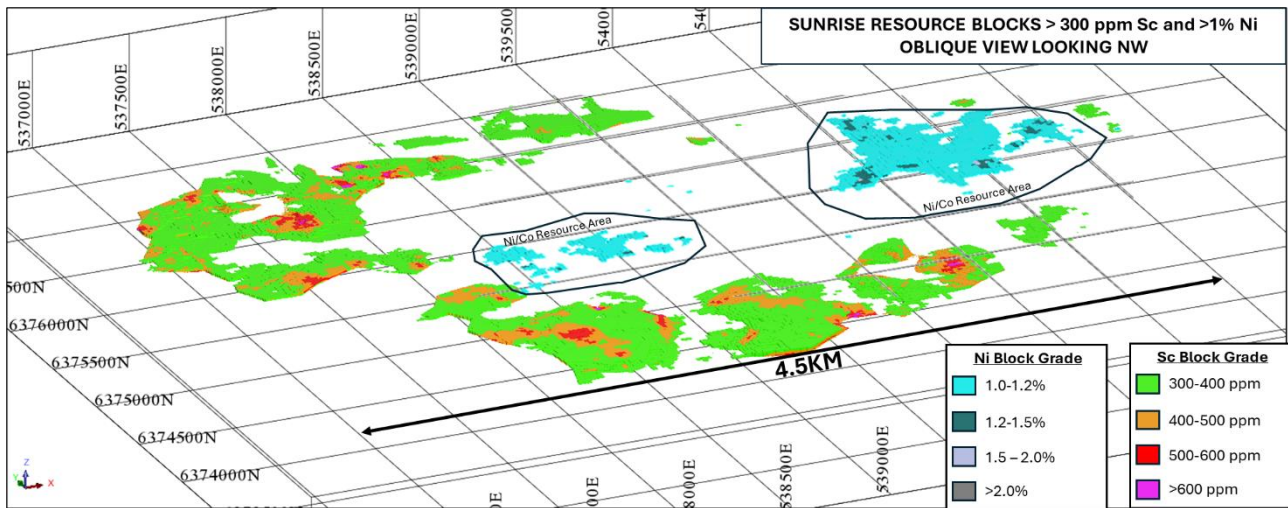 SUNRISE RESOURCE BLOCKS > 300 ppm Sc and >1% Ni
OBLIQUE VIEW LOOKING NW
537000E
537500E
538000E
538500E
539000E
539500E
Ni/Co Resource Area
Ni/Co Resource Area
6376000N
6375500N
6375000N
6374500N
6374000N
4.5KM
538500E
539000E
Ni Block Grade
1.0-1.2%
1.2-1.5%
1.5 – 2.0%
>2.0%
Sc Block Grade
300-400 ppm
400-500 ppm
500-600 ppm
>600 ppm
Z
Y
X